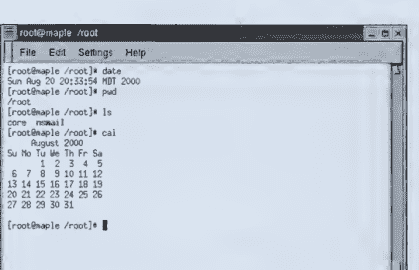 root@maple /root
File Edit Settings Help
[root@maple /root]# date
Sun Aug 20 20:33:54 MDT 2000
[root@maple /root]# pwd
/root
[root@maple /root]# ls
core nsmail
[root@maple /root]# cal
August 2000
Su Mo Tu We Th Fr Sa
1 2 3 4 5
6 7 8 9 10 11 12
13 14 15 16 17 18 19
20 21 22 23 24 25 26
27 28 29 30 31
[root@maple /root]#